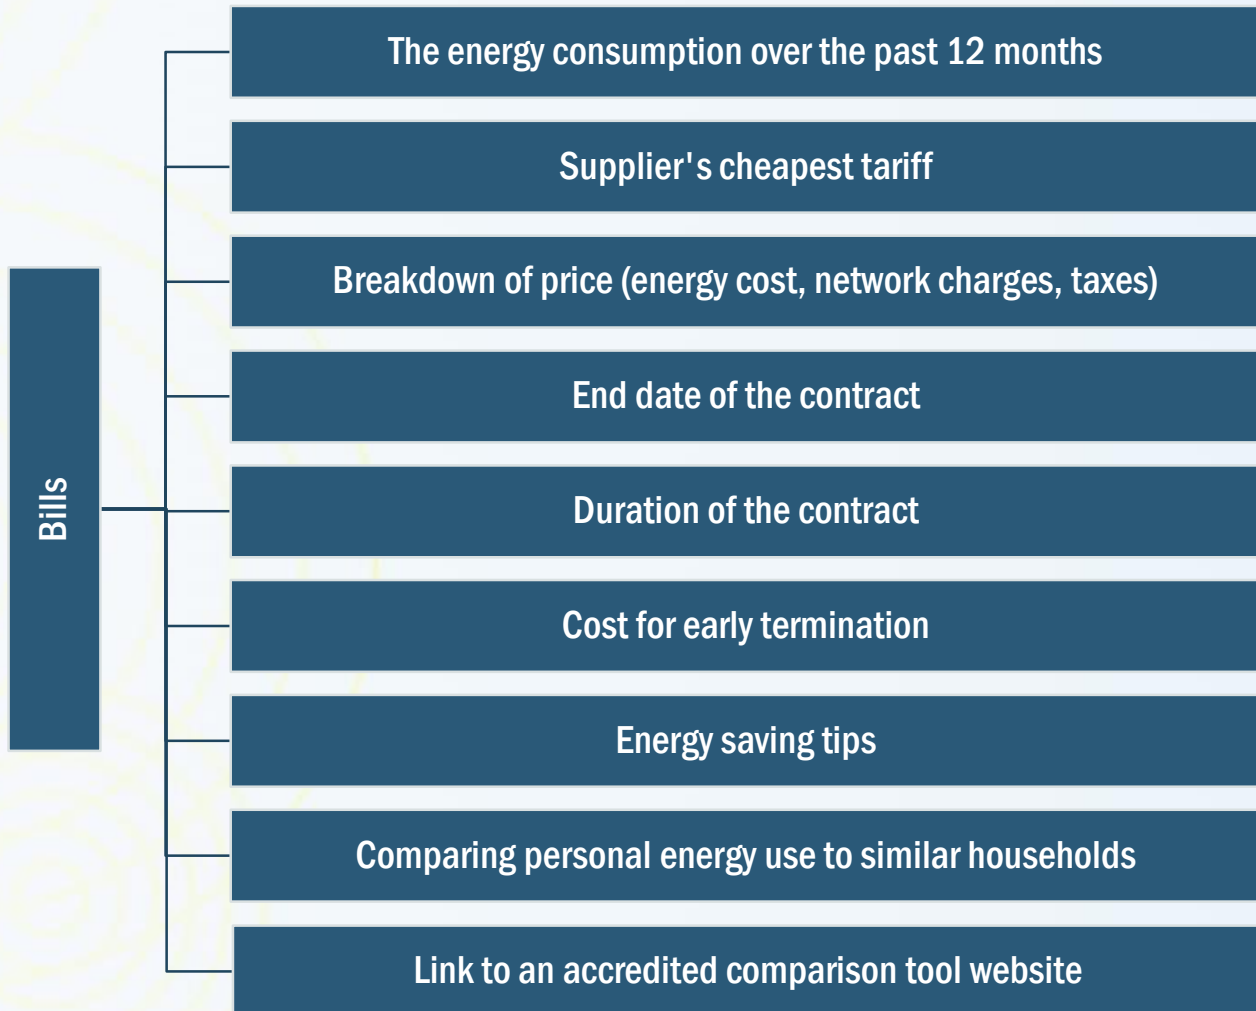 The energy consumption over the past 12 months
Supplier's cheapest tariff
Breakdown of price (energy cost, network charges, taxes)
End date of the contract
Bills
Duration of the contract
Cost for early termination
Energy saving tips
Comparing personal energy use to similar households
Link to an accredited comparison tool website